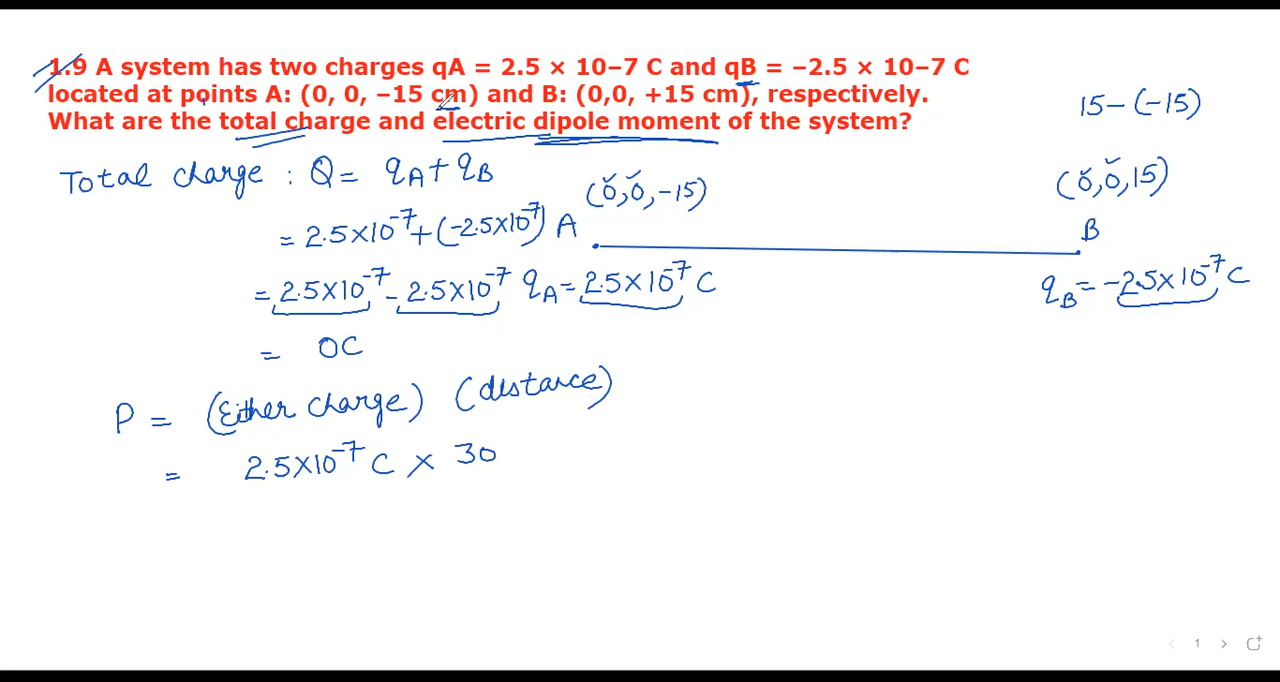 1.9 A system has two charges qA = 2.5 × 10–7 C and qB = −2.5 × 10–7 C
located at points A: (0, 0, −15 cm) and B: (0,0, +15 cm), respectively.
What are the total charge and electric dipole moment of the system?
15-(-15)
Total charge : Q= qA+ qB
(0,0,-15)
(0,0,15)
= 2.5×10⁻⁷+(-2.5×10⁻⁷)
A
B
= 2.5×10⁻⁷- 2.5×10⁻⁷
qA= 2.5×10⁻⁷ C
qB= -2.5×10⁻⁷ C
= 0C
P = (Either charge) (distance)
= 2.5×10⁻⁷ C × 30
1